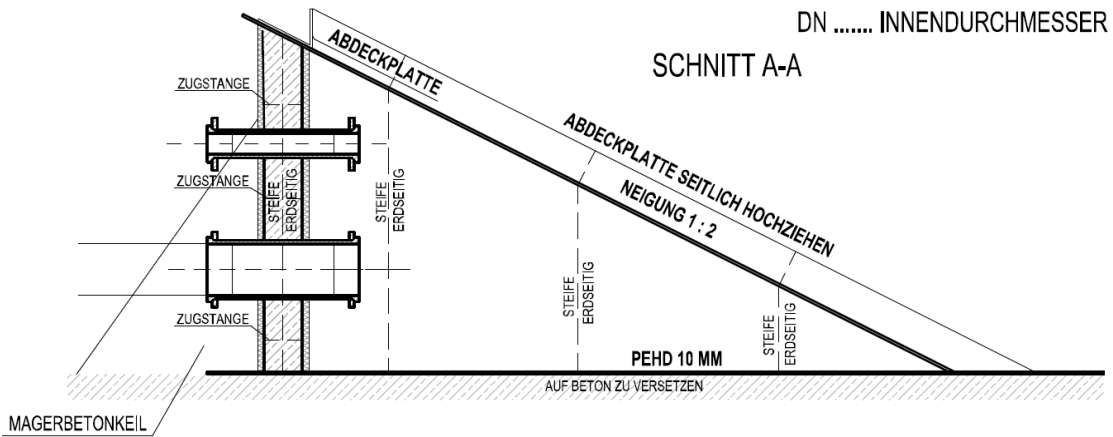 DN ....... INNENDURCHMESSER
SCHNITT A-A
ABDECKPLATTE
ZUGSTANGE
ABDECKPLATTE SEITLICH HOCHZIEHEN
NEIGUNG 1 : 2
ZUGSTANGE
STEIFE
ERDSEITIG
STEIFE
ERDSEITIG
STEIFE
ERDSEITIG
STEIFE
ERDSEITIG
ZUGSTANGE
PEHD 10 MM
AUF BETON ZU VERSETZEN
MAGERBETONKEIL